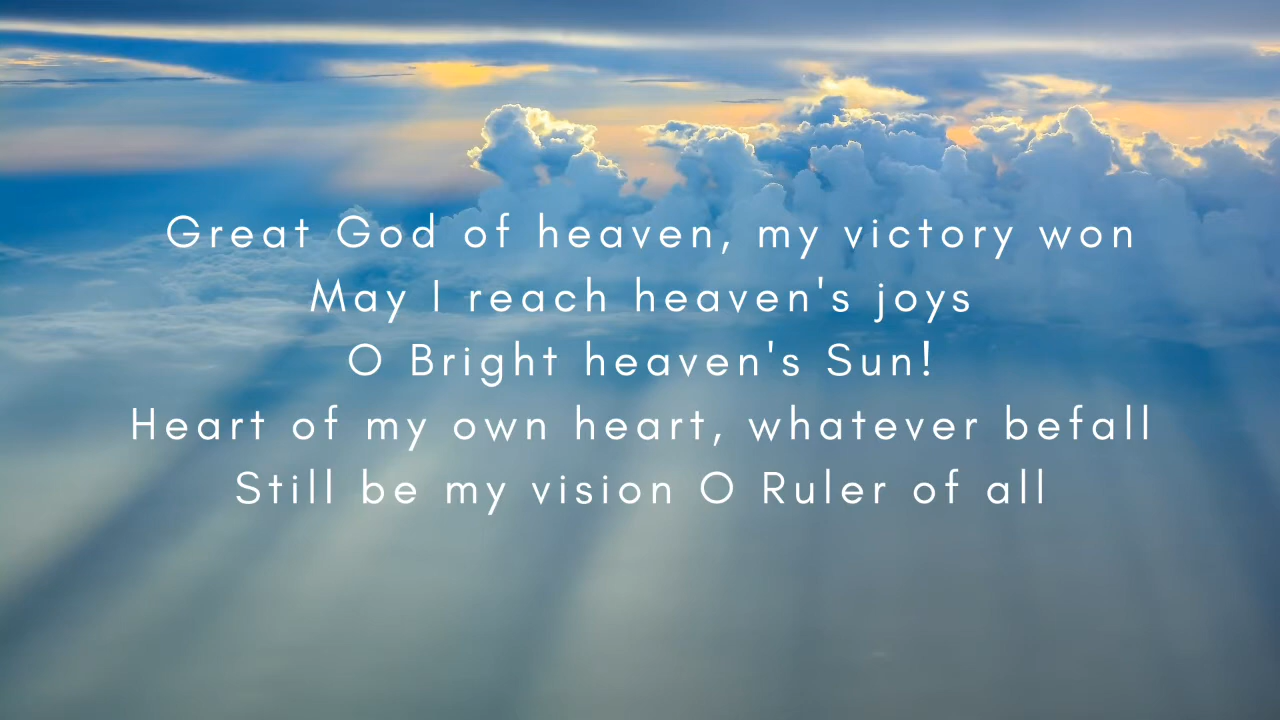 Great God of heaven, my victory won
May I reach heaven's joys
O Bright heaven's Sun!
Heart of my own heart, whatever befall
Still be my vision O Ruler of all